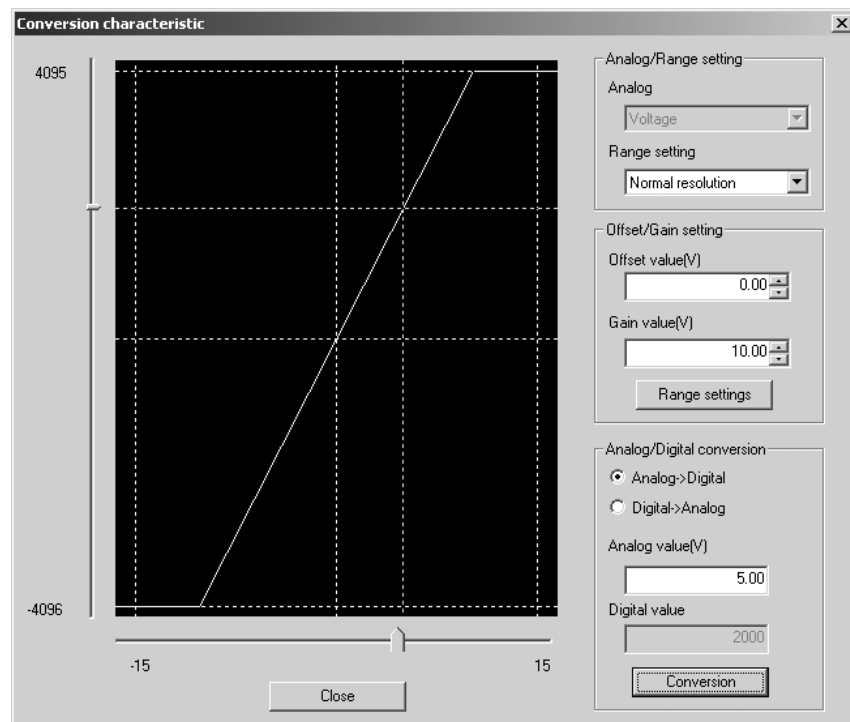 Conversion characteristic
4095
-4096
-15
15
Close
Analog/Range setting
Analog
Voltage
Range setting
Normal resolution
Offset/Gain setting
Offset value(V)
0.00
Gain value(V)
10.00
Range settings
Analog/Digital conversion
Analog->Digital
Digital->Analog
Analog value(V)
5.00
Digital value
2000
Conversion